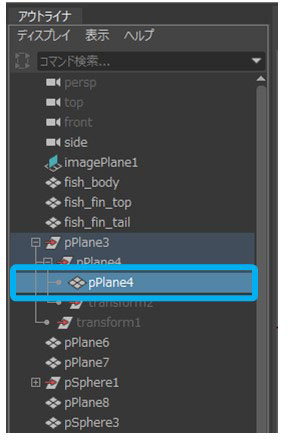 アウトライナ
ディスプレイ 表示 ヘルプ
コマンド検索...
persp
top
front
side
imagePlane1
fish_body
fish_fin_top
fish_fin_tail
pPlane3
pPlane4
pPlane4
transform2
transform1
pPlane6
pPlane7
pSphere1
pPlane8
pSphere3